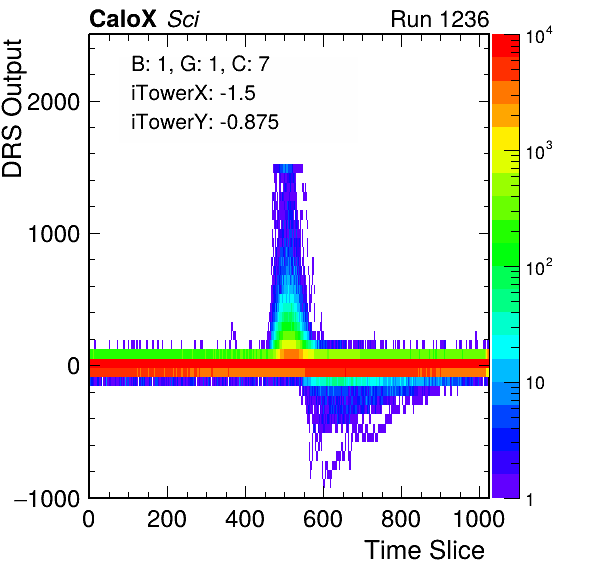 CaloX Sci Run 1236
B: 1, G: 1, C: 7
iTowerX: -1.5
iTowerY: -0.875
DRS Output
2000
1000
0
−1000
0 200 400 600 800 1000
Time Slice
10^4
10^3
10^2
10
1